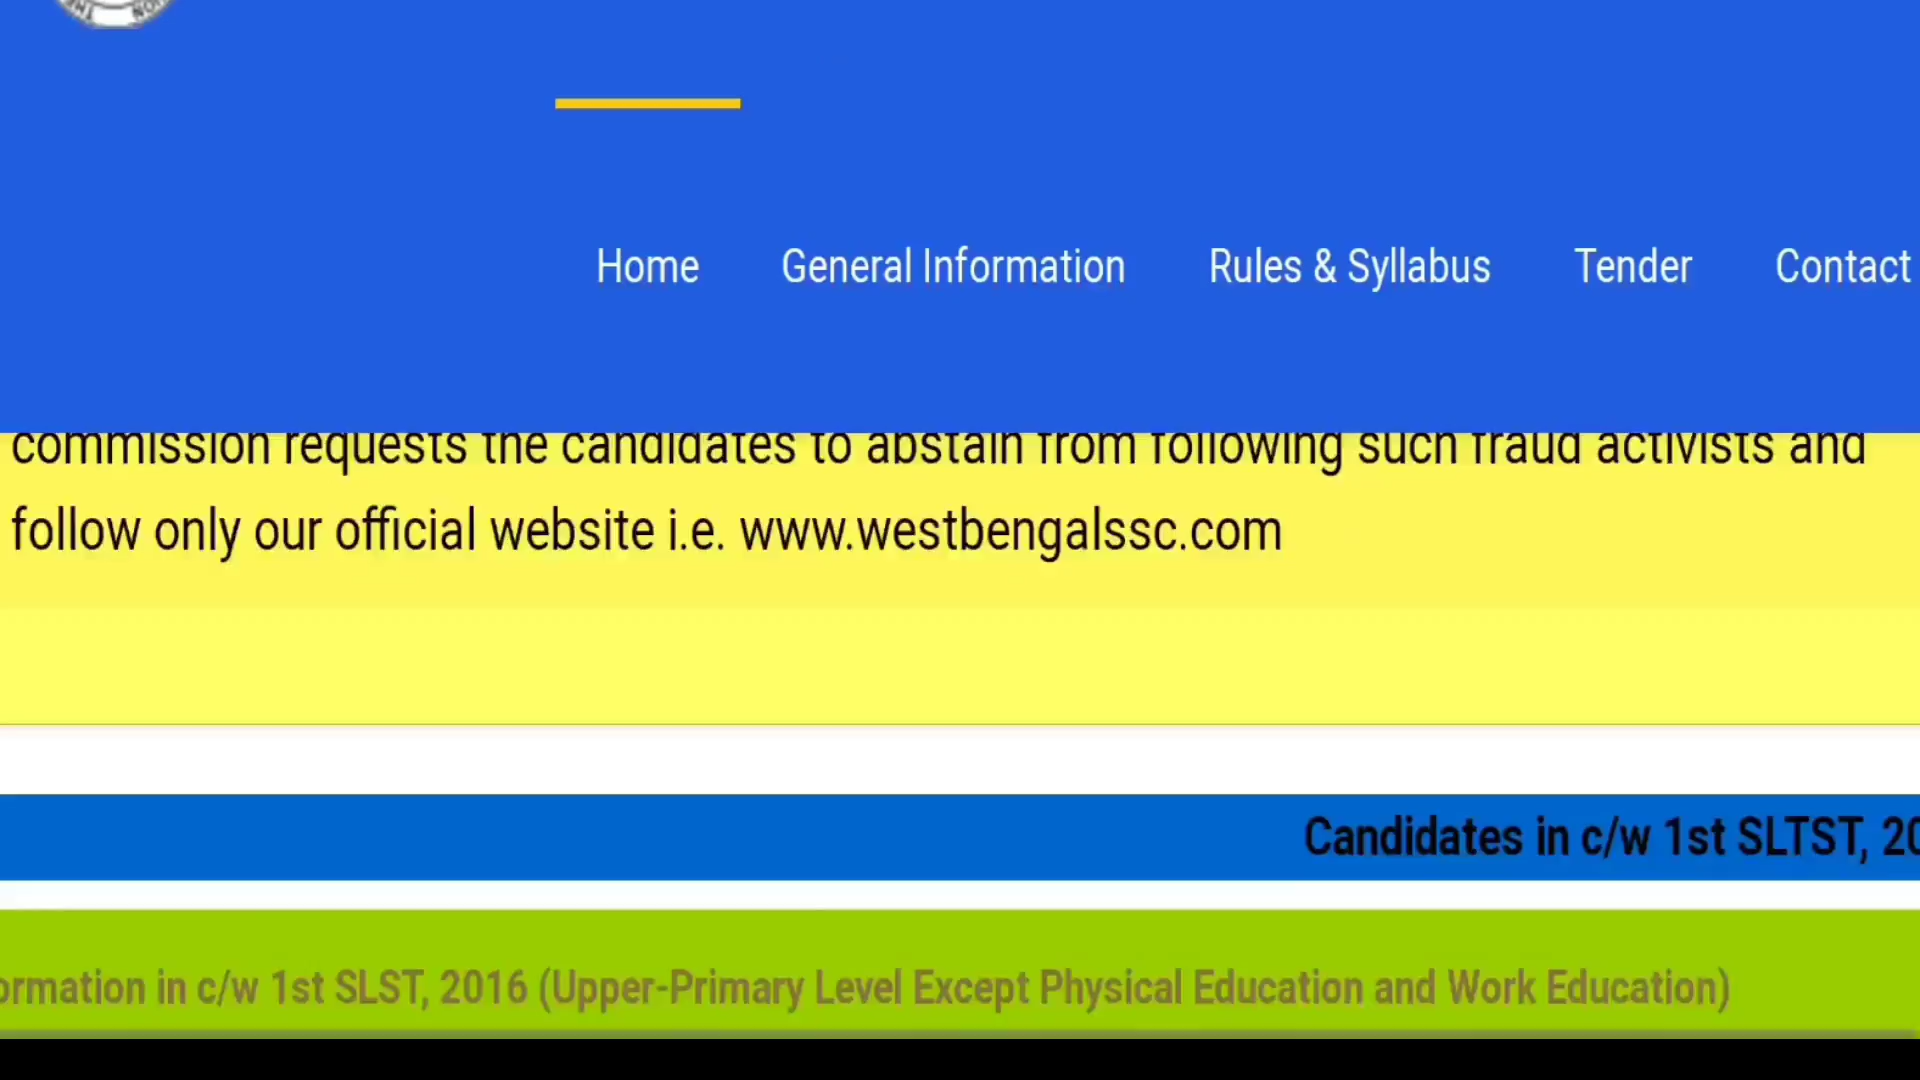 Home General Information Rules & Syllabus Tender Contact
commission requests the candidates to abstain from following such fraud activists and
follow only our official website i.e. www.westbengalssc.com
Candidates in c/w 1st SLTST, 20
ormation in c/w 1st SLST, 2016 (Upper-Primary Level Except Physical Education and Work Education)